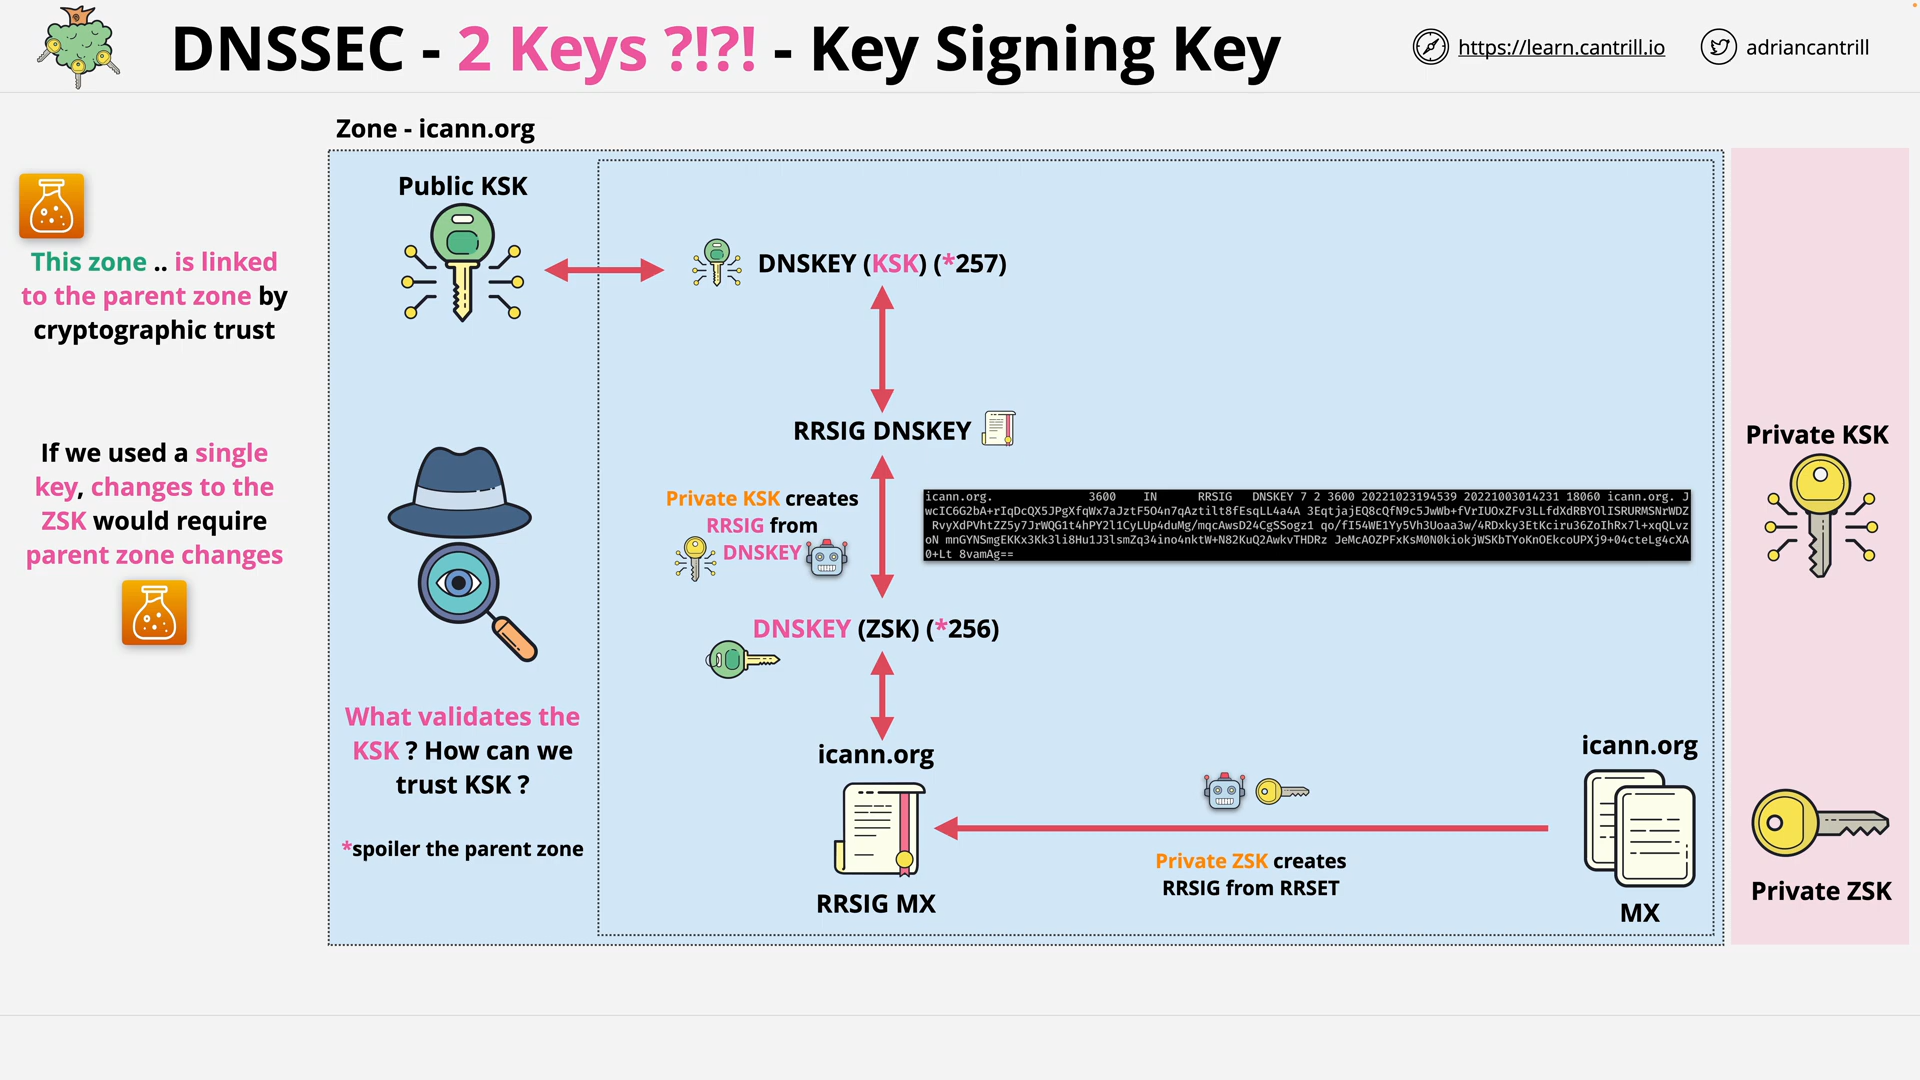 DNSSEC - 2 Keys ?!?! - Key Signing Key
https://learn.cantrill.io
adriancantrill
Zone - icann.org
This zone .. is linked
to the parent zone by
cryptographic trust
If we used a single
key, changes to the
ZSK would require
parent zone changes
Public KSK
What validates the
KSK ? How can we
trust KSK ?
*spoiler the parent zone
DNSKEY (KSK) (*257)
RRSIG DNSKEY
Private KSK creates
RRSIG from
DNSKEY
icann.org. 3600 IN RRSIG DNSKEY 7 2 3600 20221023194539 20221003014231 18060 icann.org. J
0+Lt 8vamAg==
DNSKEY (ZSK) (*256)
icann.org
RRSIG MX
Private ZSK creates
RRSIG from RRSET
icann.org
MX
Private KSK
Private ZSK